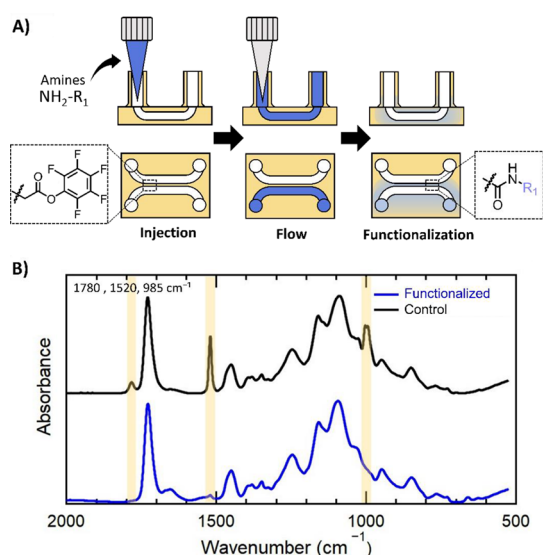 A)
Amines
NH₂-R₁
F
F
F
F
F
O
O
Injection
Flow
Functionalization
H
N
R₁
O
B)
1780 , 1520, 985 cm⁻¹
Functionalized
Control
Absorbance
2000
1500
1000
500
Wavenumber (cm⁻¹)